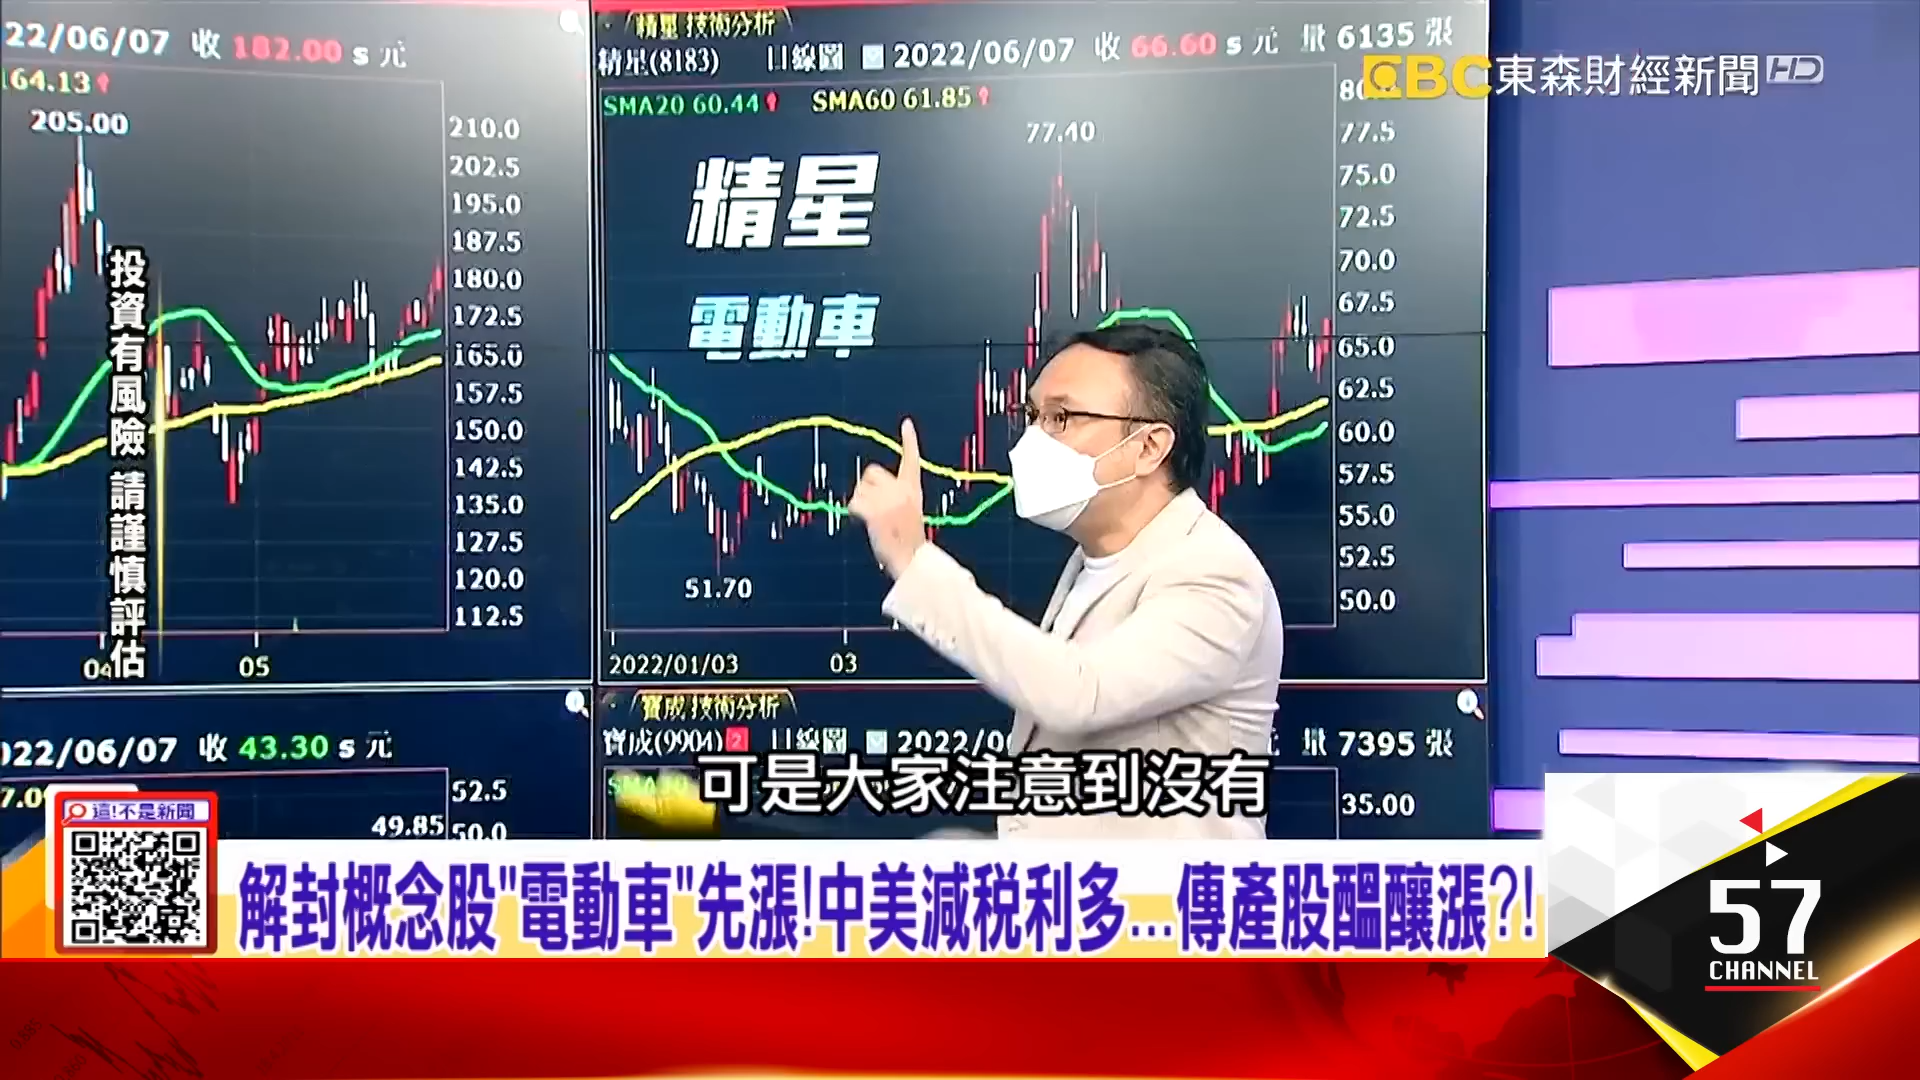 22/06/07 收 182.00 s 元
164.13
205.00
210.0
202.5
195.0
187.5
180.0
172.5
165.0
157.5
150.0
142.5
135.0
127.5
120.0
112.5
04
05
投資有風險 請謹慎評估
精星 技術分析
精星(8183) 日線圖 2022/06/07 收 66.60 s 元 量 6135 張
SMA20 60.44 SMA60 61.85
77.40
精星
電動車
51.70
77.5
75.0
72.5
70.0
67.5
65.0
62.5
60.0
57.5
55.0
52.5
50.0
2022/01/03
03
EBC東森財經新聞HD
022/06/07 收 43.30 s 元
52.5
49.85
50.0
寶成 技術分析
寶成(9904) 2 日線圖 2022/0
元 量 7395 張
35.00
可是大家注意到沒有
這!不是新聞
解封概念股"電動車"先漲!中美減稅利多...傳產股醞釀漲?!
57
CHANNEL